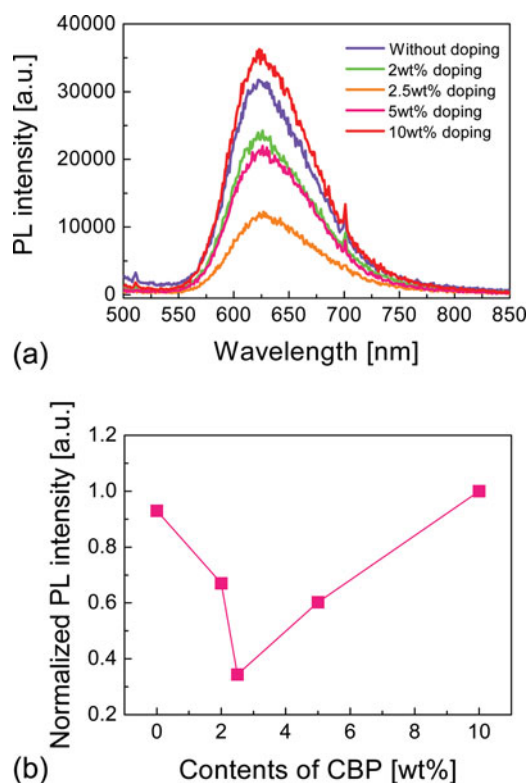 40000
30000
20000
10000
0
PL intensity [a.u.]
Without doping
2wt% doping
2.5wt% doping
5wt% doping
10wt% doping
500 550 600 650 700 750 800 850
Wavelength [nm]
(a)
1.2
1.0
0.8
0.6
0.4
0.2
Normalized PL intensity [a.u.]
0 2 4 6 8 10
Contents of CBP [wt%]
(b)